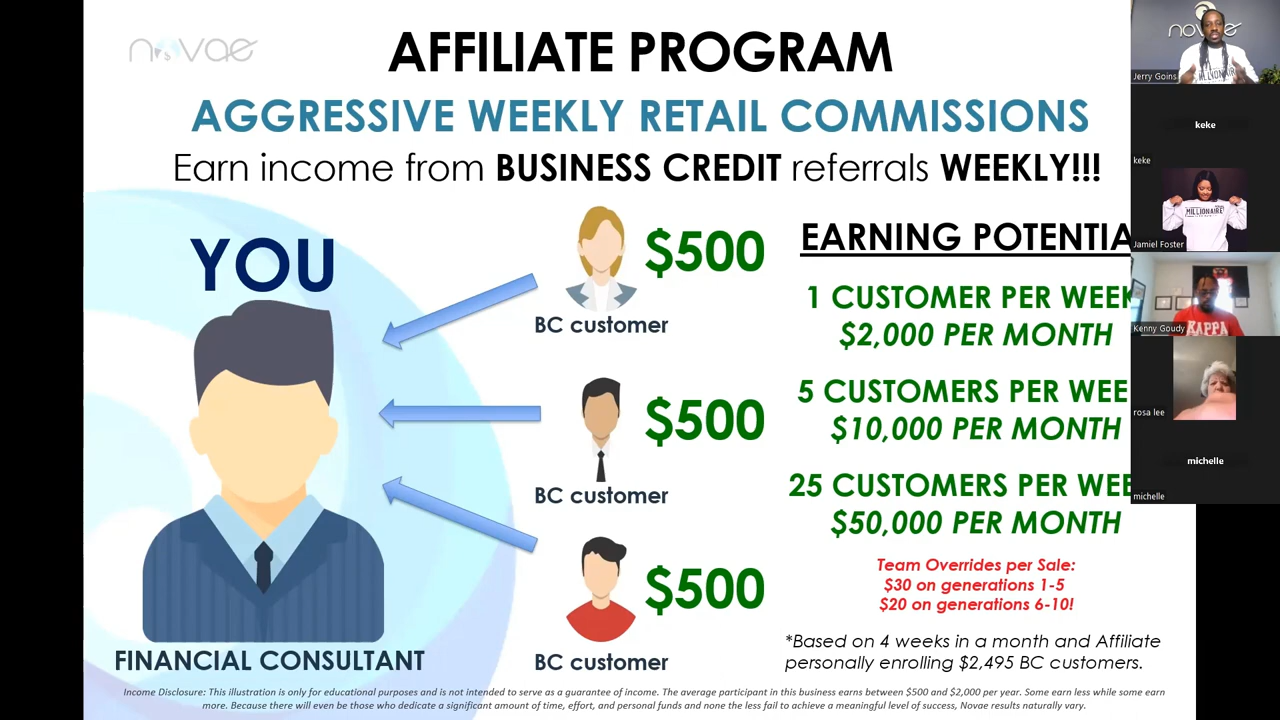 novae
AFFILIATE PROGRAM
AGGRESSIVE WEEKLY RETAIL COMMISSIONS
Earn income from BUSINESS CREDIT referrals WEEKLY!!!
YOU
FINANCIAL CONSULTANT
$500
BC customer
$500
BC customer
$500
BC customer
EARNING POTENTIA
1 CUSTOMER PER WEEK
$2,000 PER MONTH
5 CUSTOMERS PER WEE
$10,000 PER MONTH
25 CUSTOMERS PER WEE
$50,000 PER MONTH
Team Overrides per Sale:
$30 on generations 1-5
$20 on generations 6-10!
*Based on 4 weeks in a month and Affiliate
personally enrolling $2,495 BC customers.
Income Disclosure: This illustration is only for educational purposes and is not intended to serve as a guarantee of income. The average participant in this business earns between $500 and $2,000 per year. Some earn less while some earn
more. Because there will even be those who dedicate a significant amount of time, effort, and personal funds and none the less fail to achieve a meaningful level of success, Novae results naturally vary.
Jerry Goins
keke
keke
MILLIONAIRE
Jamiel Foster
KAPPA
Kenny Goudy
rosa lee
michelle
michelle